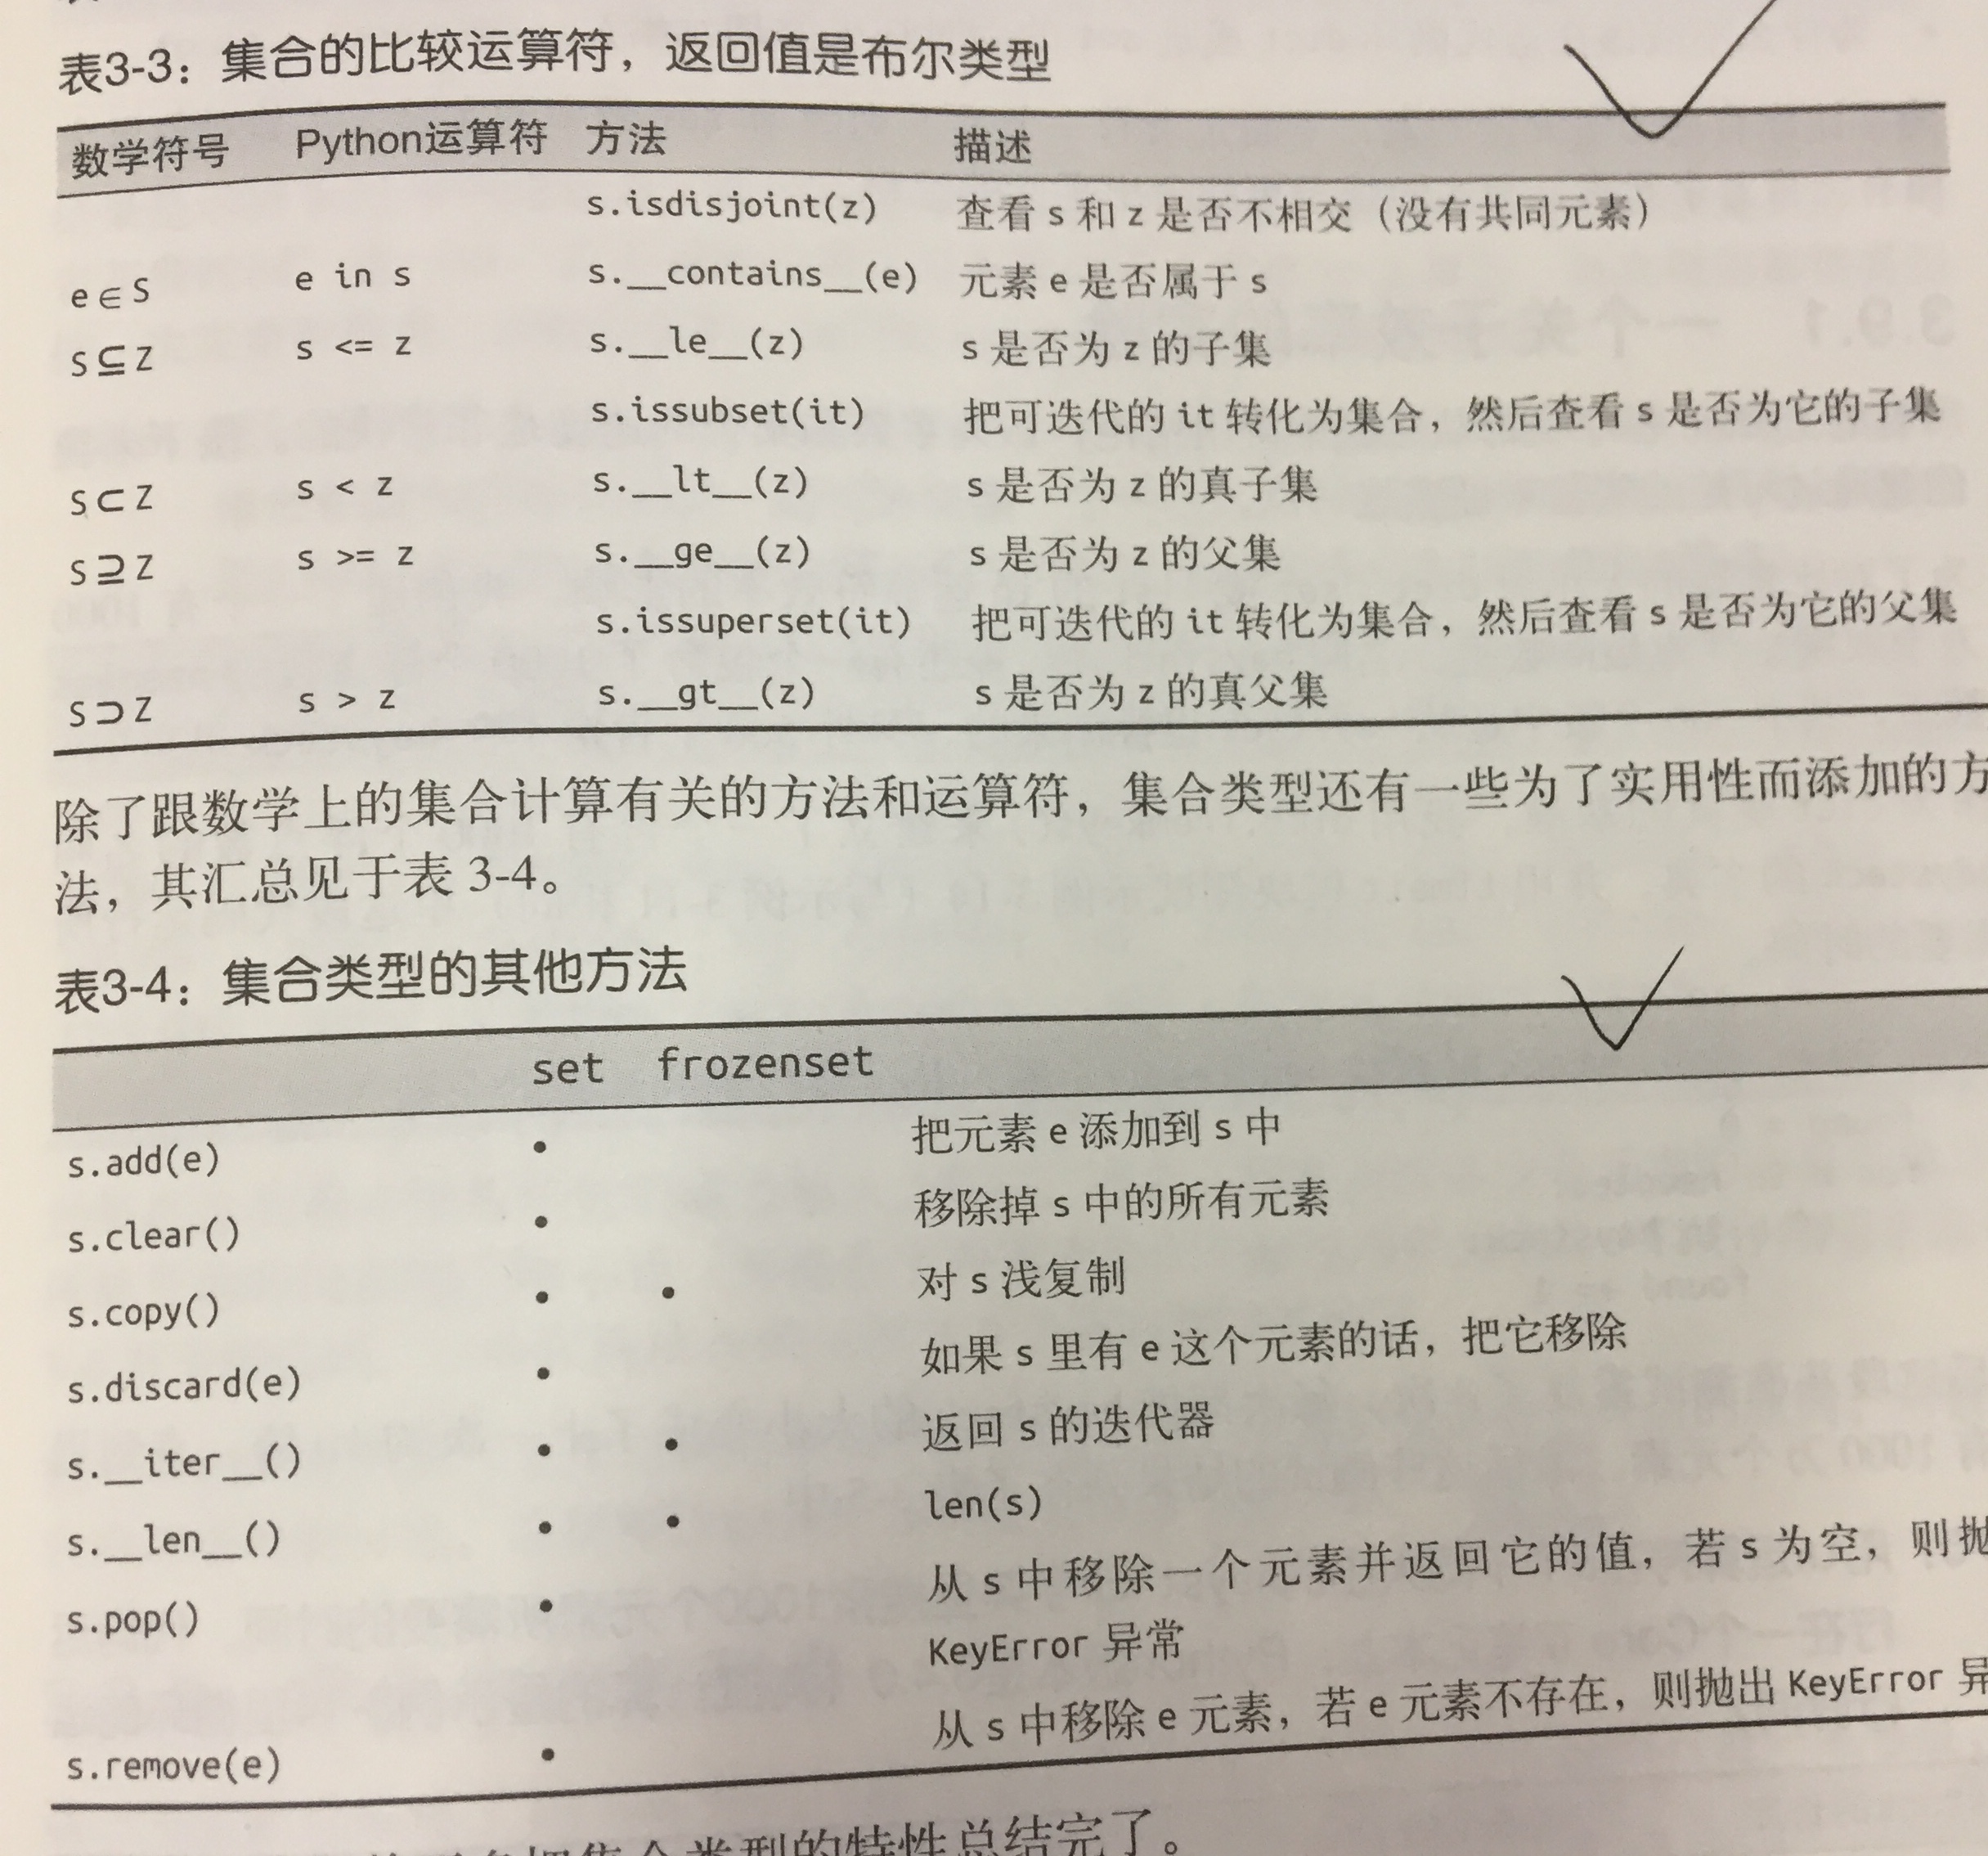 表3-3：集合的比较运算符，返回值是布尔类型
数学符号 Python运算符 方法 描述
s.isdisjoint(z) 查看 s 和 z 是否不相交（没有共同元素）
e∈S e in s s.__contains__(e) 元素 e 是否属于 s
S⊆Z s <= z s.__le__(z) s 是否为 z 的子集
s.issubset(it) 把可迭代的 it 转化为集合，然后查看 s 是否为它的子集
S⊂Z s < z s.__lt__(z) s 是否为 z 的真子集
S⊇Z s >= z s.__ge__(z) s 是否为 z 的父集
s.issuperset(it) 把可迭代的 it 转化为集合，然后查看 s 是否为它的父集
S⊃Z s > z s.__gt__(z) s 是否为 z 的真父集
除了跟数学上的集合计算有关的方法和运算符，集合类型还有一些为了实用性而添加的方
法，其汇总见于表 3-4。
表3-4：集合类型的其他方法
set frozenset
s.add(e) • 把元素 e 添加到 s 中
s.clear() • 移除掉 s 中的所有元素
s.copy() • • 对 s 浅复制
s.discard(e) • 如果 s 里有 e 这个元素的话，把它移除
s.__iter__() • • 返回 s 的迭代器
s.__len__() • • len(s)
s.pop() • 从 s 中移除一个元素并返回它的值，若 s 为空，则抛
KeyError 异常
s.remove(e) • 从 s 中移除 e 元素，若 e 元素不存在，则抛出 KeyError 异
把集合类型的特性总结完了。